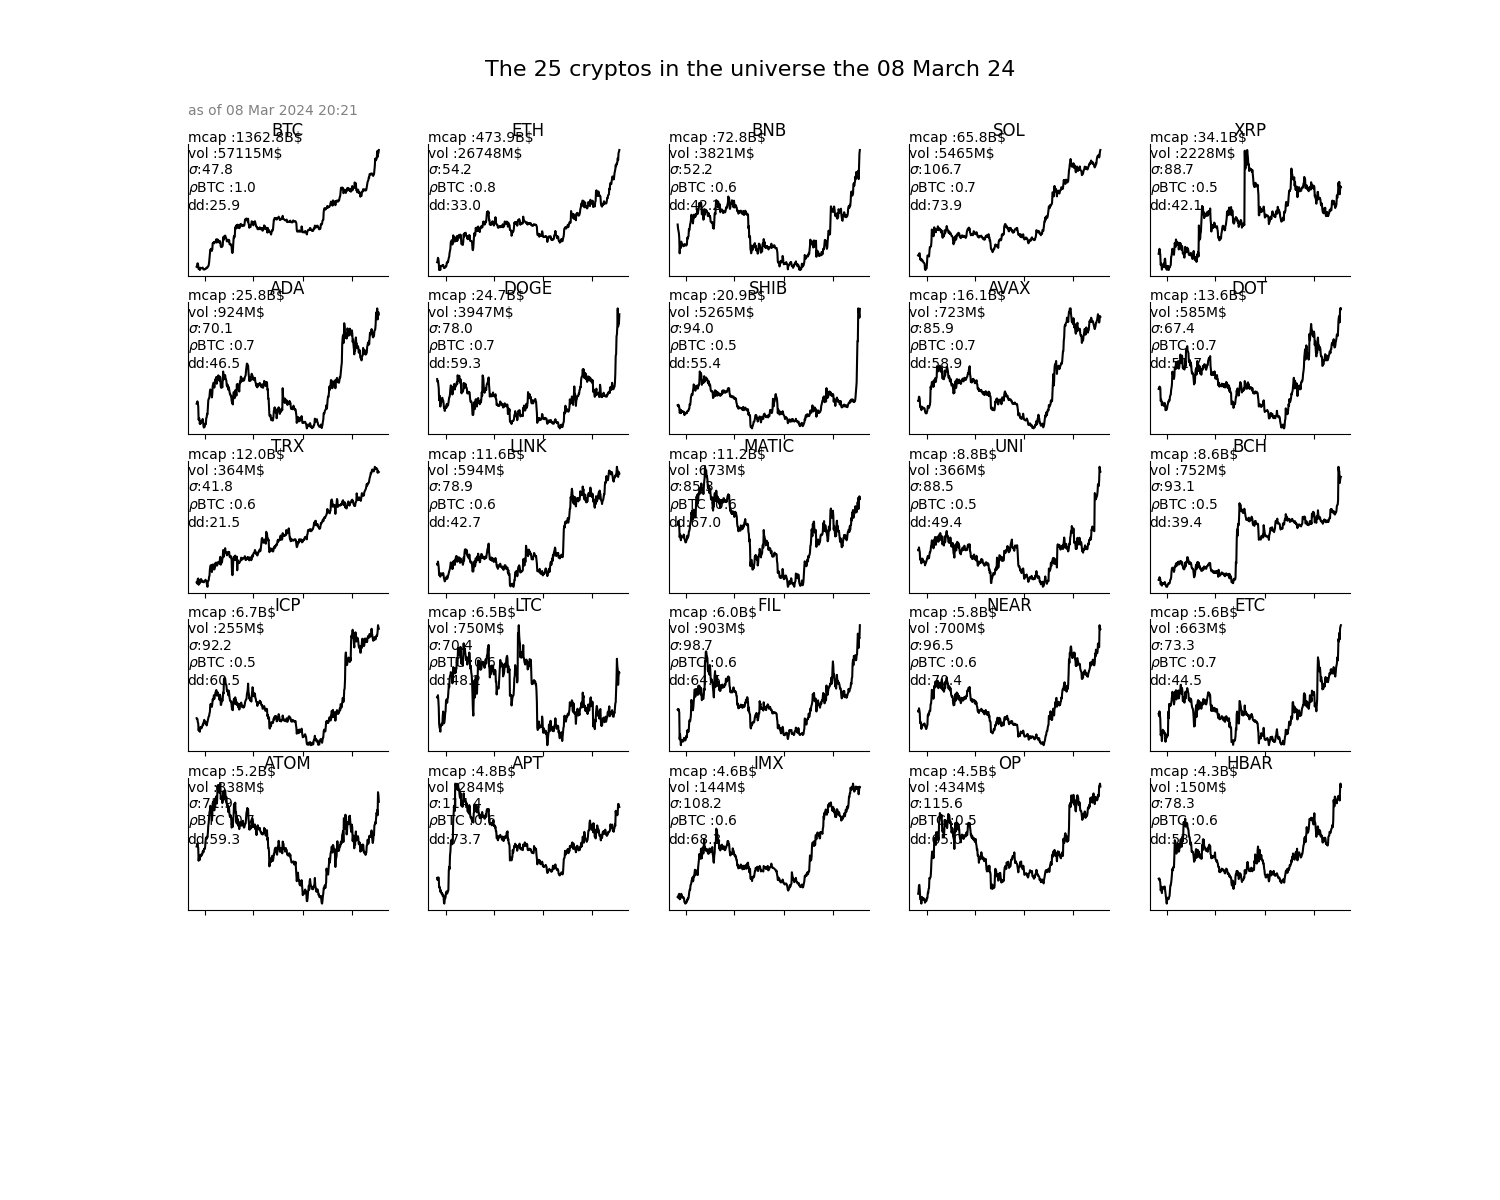 The 25 cryptos in the universe the 08 March 24
as of 08 Mar 2024 20:21
BTC
mcap :1362.8B$
vol :57115M$
σ:47.8
ρBTC :1.0
dd:25.9
ETH
mcap :473.9B$
vol :26748M$
σ:54.2
ρBTC :0.8
dd:33.0
BNB
mcap :72.8B$
vol :3821M$
σ:52.2
ρBTC :0.6
SOL
mcap :65.8B$
vol :5465M$
σ:106.7
ρBTC :0.7
dd:73.9
XRP
mcap :34.1B$
vol :2228M$
σ:88.7
ρBTC :0.5
dd:42.1
ADA
mcap :25.8B$
vol :924M$
σ:70.1
ρBTC :0.7
dd:46.5
DOGE
mcap :24.7B$
vol :3947M$
σ:78.0
ρBTC :0.7
dd:59.3
SHIB
mcap :20.9B$
vol :5265M$
σ:94.0
ρBTC :0.5
dd:55.4
AVAX
mcap :16.1B$
vol :723M$
σ:85.9
ρBTC :0.7
dd:58.9
DOT
mcap :13.6B$
vol :585M$
σ:67.4
ρBTC :0.7
TRX
mcap :12.0B$
vol :364M$
σ:41.8
ρBTC :0.6
dd:21.5
LINK
mcap :11.6B$
vol :594M$
σ:78.9
ρBTC :0.6
dd:42.7
MATIC
mcap :11.2B$
vol :673M$
ρBTC :0.6
dd:67.0
UNI
mcap :8.8B$
vol :366M$
σ:88.5
ρBTC :0.5
dd:49.4
BCH
mcap :8.6B$
vol :752M$
σ:93.1
ρBTC :0.5
dd:39.4
ICP
mcap :6.7B$
vol :255M$
σ:92.2
ρBTC :0.5
dd:60.5
LTC
mcap :6.5B$
vol :750M$
σ:70.4
FIL
mcap :6.0B$
vol :903M$
σ:98.7
ρBTC :0.6
NEAR
mcap :5.8B$
vol :700M$
σ:96.5
ρBTC :0.6
ETC
mcap :5.6B$
vol :663M$
σ:73.3
ρBTC :0.7
dd:44.5
ATOM
mcap :5.2B$
vol :338M$
dd:59.3
APT
mcap :4.8B$
vol :284M$
ρBTC :0.6
dd:73.7
IMX
mcap :4.6B$
vol :144M$
σ:108.2
ρBTC :0.6
OP
mcap :4.5B$
vol :434M$
σ:115.6
ρBTC :0.5
HBAR
mcap :4.3B$
vol :150M$
σ:78.3
ρBTC :0.6